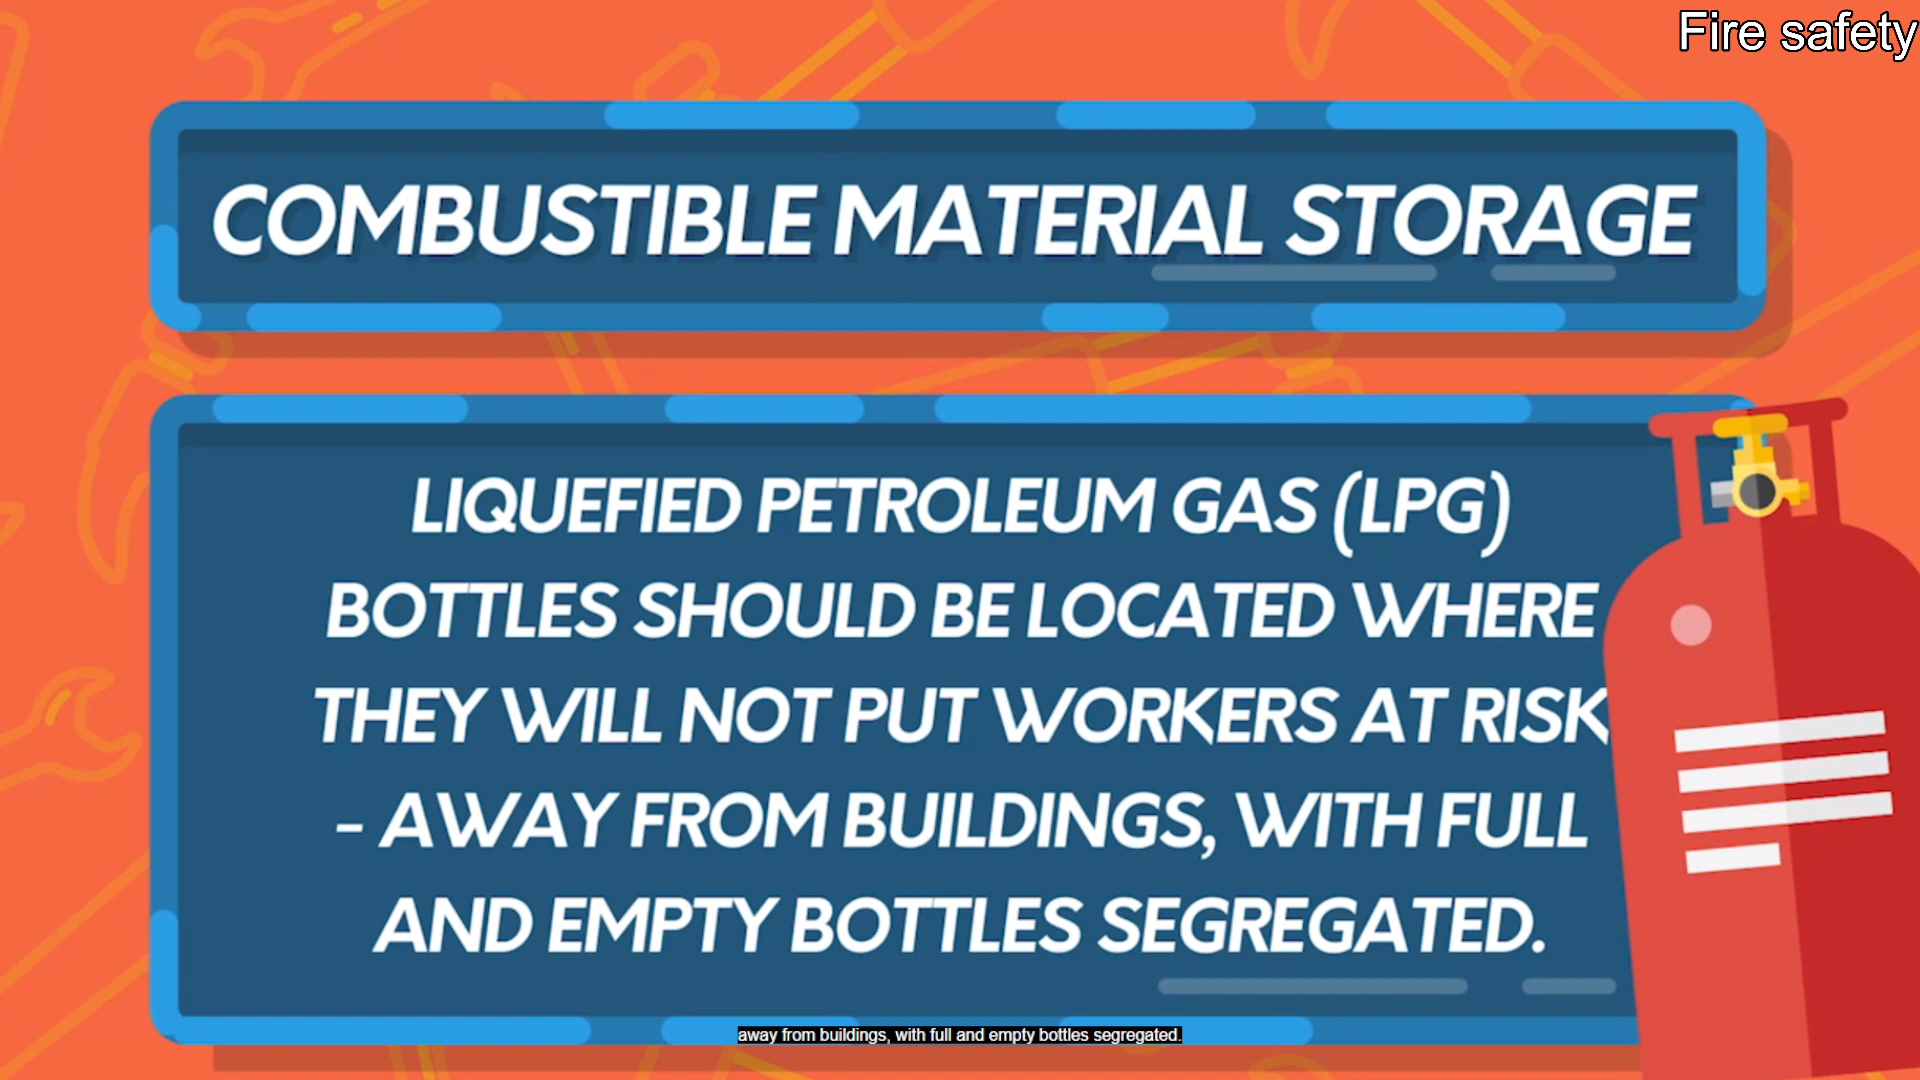 Fire safety
COMBUSTIBLE MATERIAL STORAGE
LIQUEFIED PETROLEUM GAS (LPG)
BOTTLES SHOULD BE LOCATED WHERE
THEY WILL NOT PUT WORKERS AT RISK
- AWAY FROM BUILDINGS, WITH FULL
AND EMPTY BOTTLES SEGREGATED.
away from buildings, with full and empty bottles segregated.